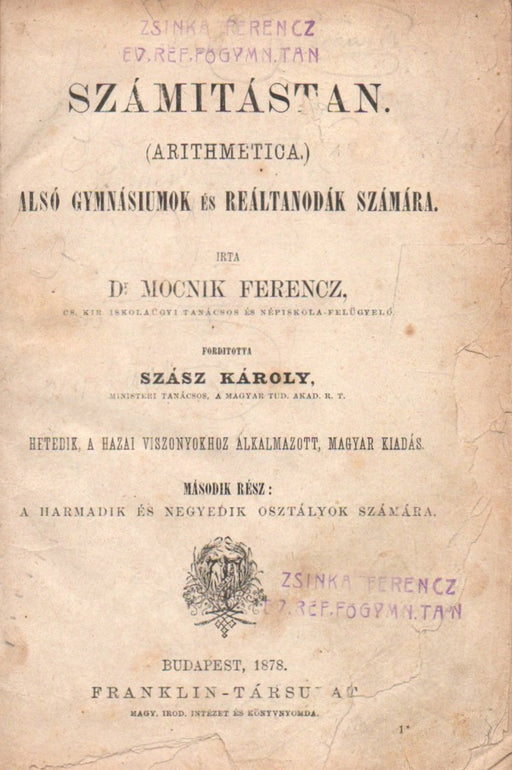 ZSINKA FERENCZ
EV.REF.FŐGYMN.TAN
SZÁMITÁSTAN.
(ARITHMETICA.)
ALSÓ GYMNÁSIUMOK és REÁLTANODÁK SZÁMÁRA.
IRTA
Dr MOCNIK FERENCZ,
CS. KIR. ISKOLAÜGYI TANÁCSOS ÉS NÉPISKOLA-FELÜGYELŐ.
FORDITOTTA
SZÁSZ KÁROLY,
MINISTERI TANÁCSOS, A MAGYAR TUD. AKAD. R. T.
HETEDIK, A HAZAI VISZONYOKHOZ ALKALMAZOTT, MAGYAR KIADÁS.
MÁSODIK RÉSZ:
A HARMADIK ÉS NEGYEDIK OSZTÁLYOK SZÁMÁRA.
ZSINKA FERENCZ
EV.REF.FŐGYMN.TAN
BUDAPEST, 1878.
FRANKLIN-TÁRSULAT
MAGY. IROD. INTÉZET ÉS KÖNYVNYOMDA.
1*